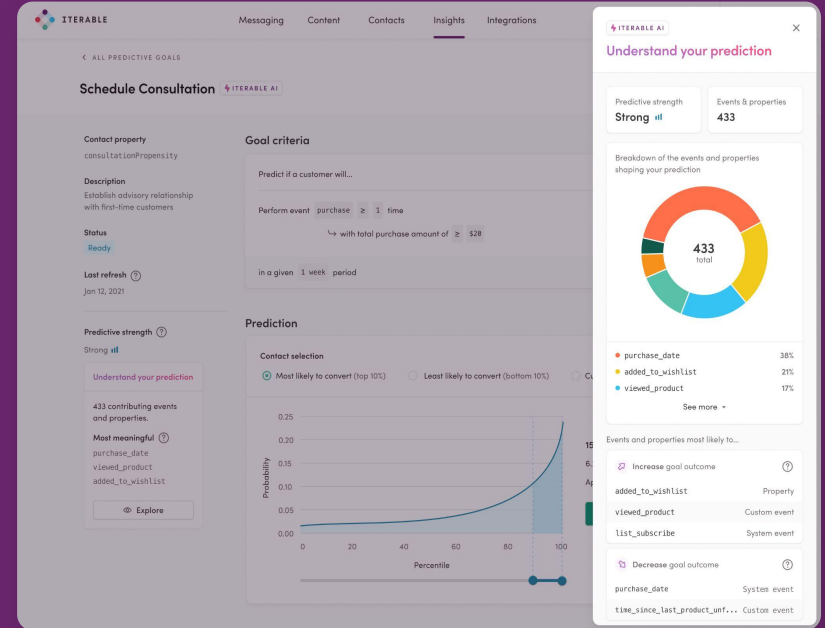 ITERABLE
Messaging Content Contacts Insights Integrations
ALL PREDICTIVE GOALS
Schedule Consultation ITERABLE AI
Contact property
consultationPropensity
Description
Establish advisory relationship
with first-time customers
Status
Ready
Last refresh ?
Jan 12, 2021
Predictive strength ?
Strong
Understand your prediction
433 contributing events
and properties.
Most meaningful ?
purchase_date
viewed_product
added_to_wishlist
Explore
Goal criteria
Predict if a customer will...
Perform event purchase ≥ 1 time
with total purchase amount of ≥ $20
in a given 1 week period
Prediction
Contact selection
Most likely to convert (top 10%) Least likely to convert (bottom 10%)
0.25
0.20
0.15
0.10
0.05
0.00
Probability
0 20 40 60 80 100
Percentile
ITERABLE AI
Understand your prediction
Predictive strength
Strong
Events & properties
433
Breakdown of the events and properties
shaping your prediction
433
total
purchase_date 38%
added_to_wishlist 21%
viewed_product 17%
See more
Events and properties most likely to...
Increase goal outcome ?
added_to_wishlist Property
viewed_product Custom event
list_subscribe System event
Decrease goal outcome ?
purchase_date System event
time_since_last_product_unf... Custom event